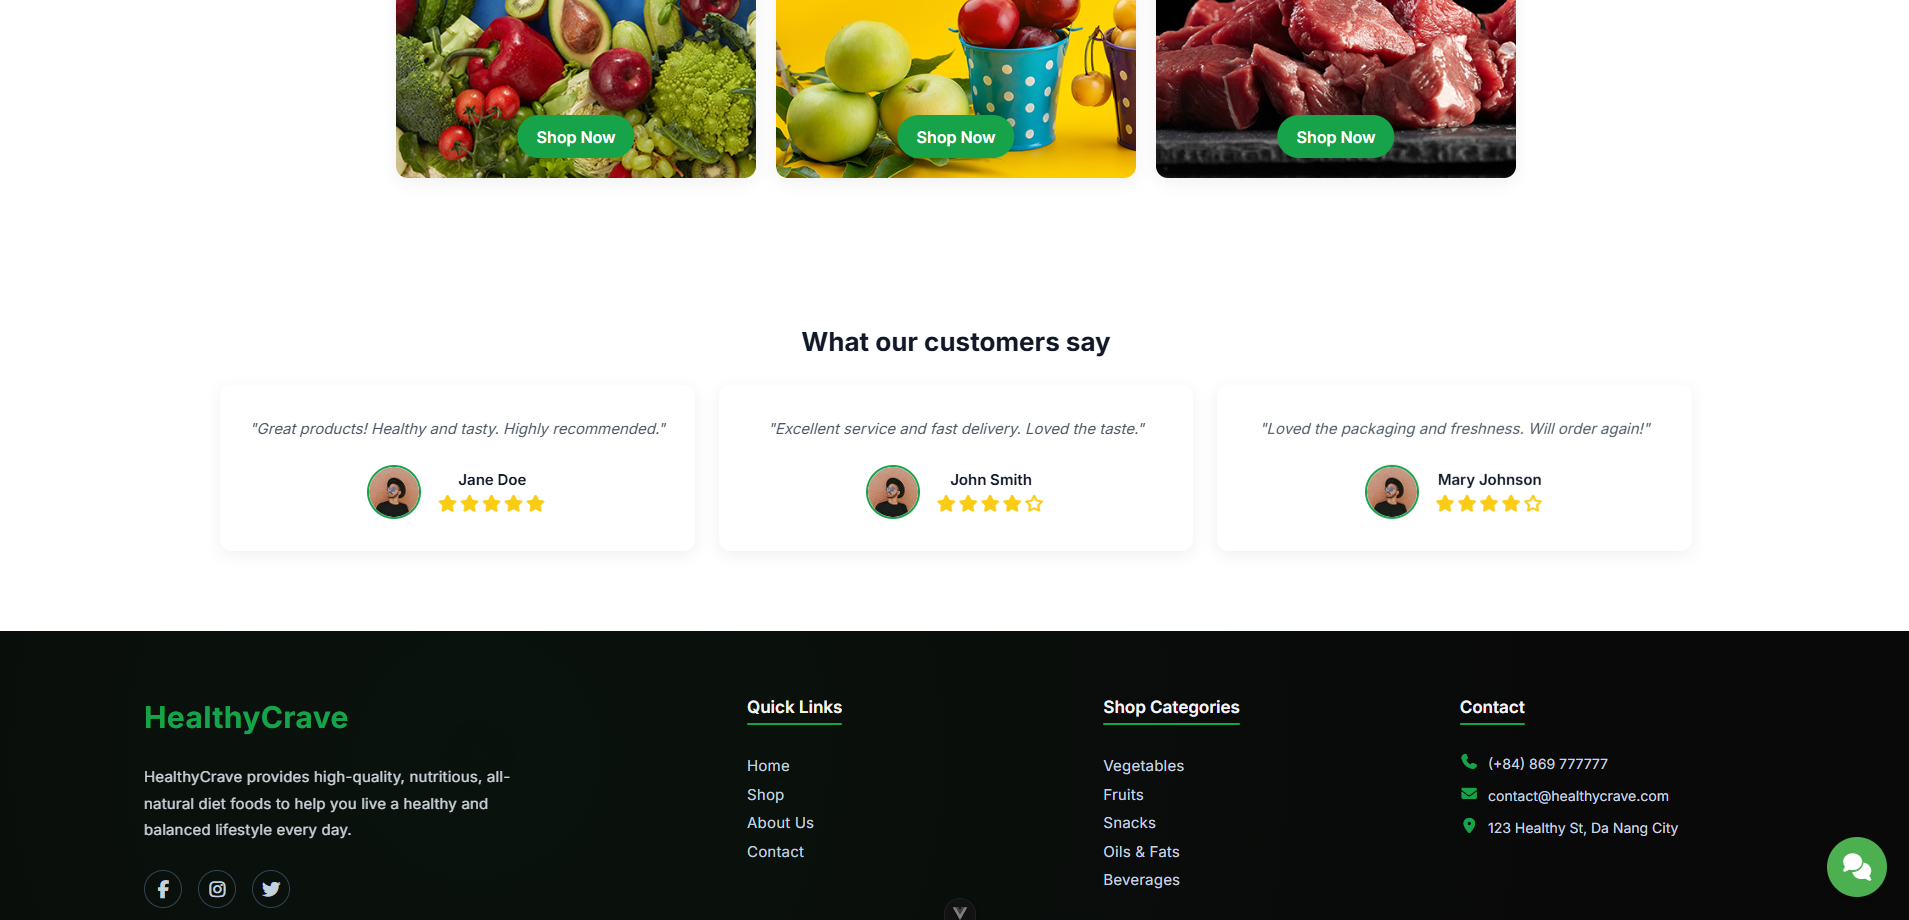 Shop Now
Shop Now
Shop Now
What our customers say
"Great products! Healthy and tasty. Highly recommended."
Jane Doe
"Excellent service and fast delivery. Loved the taste."
John Smith
"Loved the packaging and freshness. Will order again!"
Mary Johnson
HealthyCrave
HealthyCrave provides high-quality, nutritious, all-
natural diet foods to help you live a healthy and
balanced lifestyle every day.
Quick Links
Home
Shop
About Us
Contact
Shop Categories
Vegetables
Fruits
Snacks
Oils & Fats
Beverages
Contact
(+84) 869 777777
contact@healthycrave.com
123 Healthy St, Da Nang City